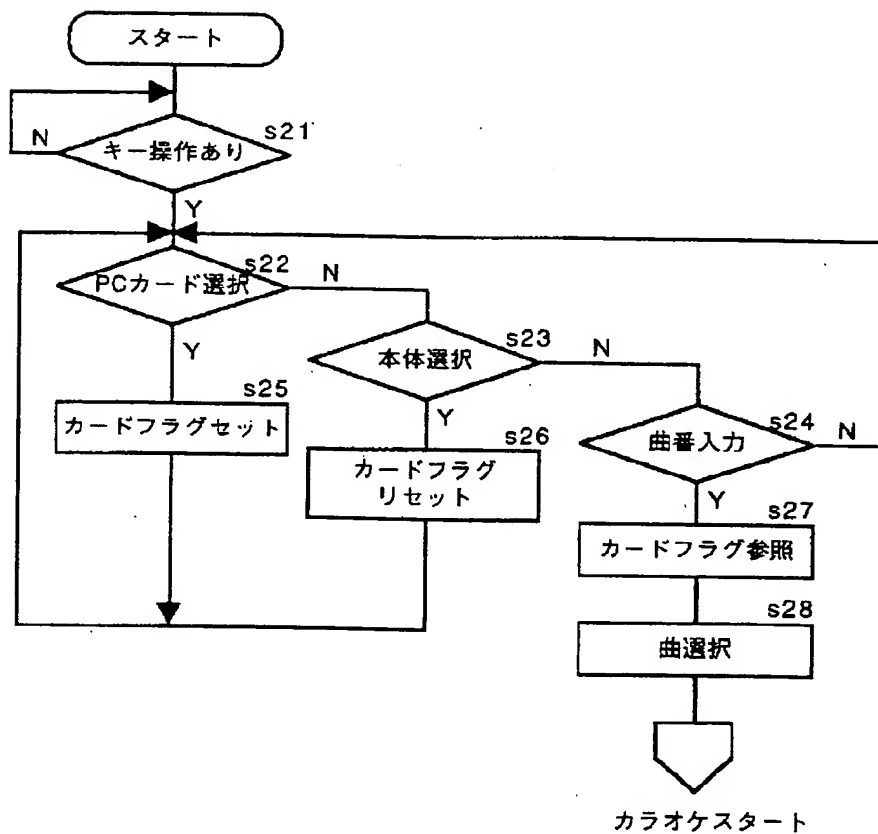 スタート
s21
N
キー操作あり
Y
s22
PCカード選択
N
s23
Y
本体選択
N
s25
s24
カードフラグセット
Y
曲番入力
N
s26
カードフラグ
リセット
Y
s27
カードフラグ参照
s28
曲選択
カラオケスタート